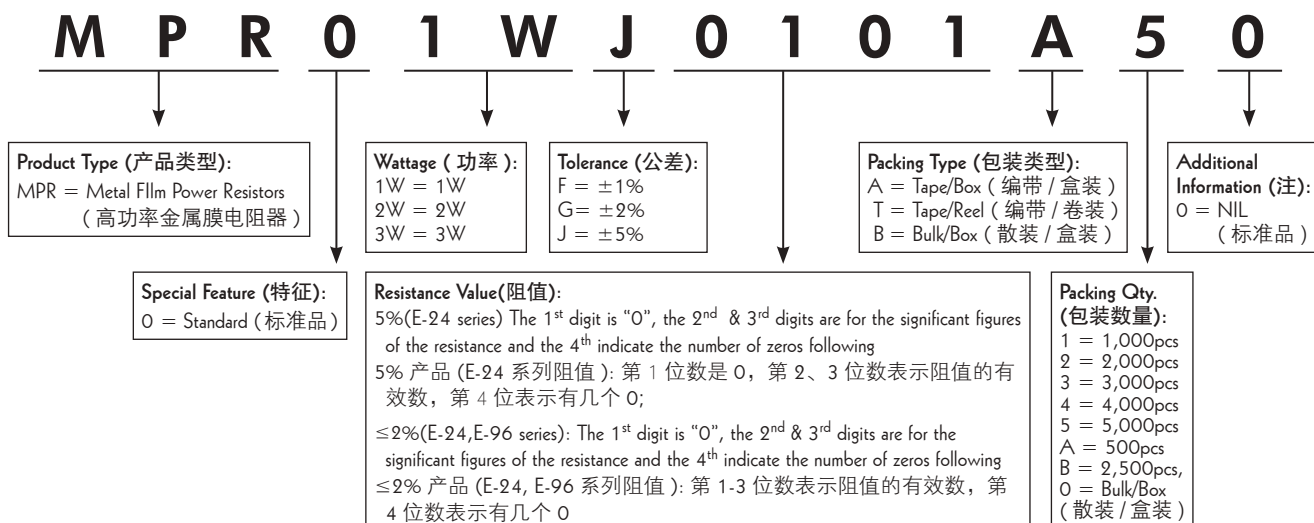 M P R 0 1 W J 0 1 0 1 A 5 0
Product Type (产品类型):
MPR = Metal FIlm Power Resistors
( 高功率金属膜电阻器 )
Wattage ( 功率 ):
1W = 1W
2W = 2W
3W = 3W
Tolerance (公差):
F = ±1%
G= ±2%
J = ±5%
Packing Type (包装类型):
A = Tape/Box ( 编带 / 盒装 )
T = Tape/Reel ( 编带 / 卷装 )
B = Bulk/Box ( 散装 / 盒装 )
Additional
Information (注):
0 = NIL
( 标准品 )
Special Feature (特征):
0 = Standard ( 标准品 )
Resistance Value(阻值):
5%(E-24 series) The 1st digit is “0”, the 2nd & 3rd digits are for the significant figures
of the resistance and the 4th indicate the number of zeros following
5% 产品 (E-24 系列阻值 ): 第 1 位数是 0，第 2、3 位数表示阻值的有
效数，第 4 位表示有几个 0;
≤2%(E-24,E-96 series): The 1st digit is “0”, the 2nd & 3rd digits are for the
significant figures of the resistance and the 4th indicate the number of zeros following
≤2% 产品 (E-24, E-96 系列阻值 ): 第 1-3 位数表示阻值的有效数，第
4 位数表示有几个 0
Packing Qty.
(包装数量):
1 = 1,000pcs
2 = 2,000pcs
3 = 3,000pcs
4 = 4,000pcs
5 = 5,000pcs
A = 500pcs
B = 2,500pcs,
0 = Bulk/Box
( 散装 / 盒装 )